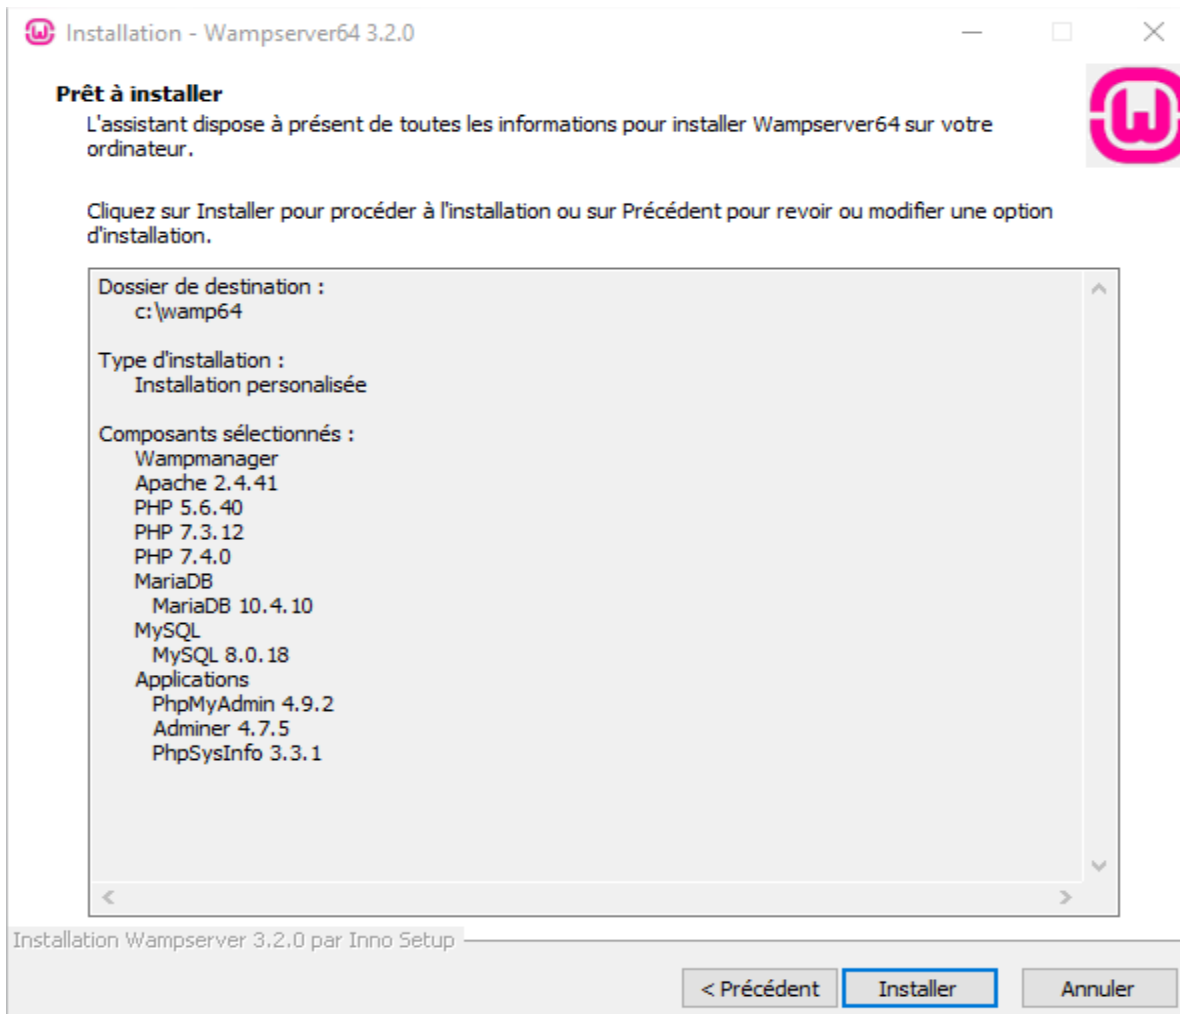 Installation - Wampserver64 3.2.0
Prêt à installer
L'assistant dispose à présent de toutes les informations pour installer Wampserver64 sur votre
ordinateur.
Cliquez sur Installer pour procéder à l'installation ou sur Précédent pour revoir ou modifier une option
d'installation.
Dossier de destination :
c:\wamp64
Type d'installation :
Installation personalisée
Composants sélectionnés :
Wampmanager
Apache 2.4.41
PHP 5.6.40
PHP 7.3.12
PHP 7.4.0
MariaDB
MariaDB 10.4.10
MySQL
MySQL 8.0.18
Applications
PhpMyAdmin 4.9.2
Adminer 4.7.5
PhpSysInfo 3.3.1
Installation Wampserver 3.2.0 par Inno Setup
< Précédent
Installer
Annuler